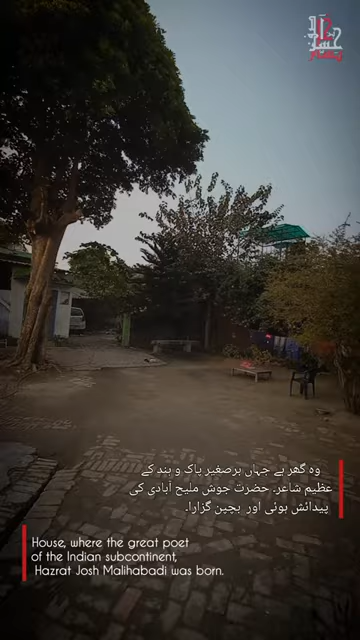 وہ گھر ہے جہاں برصغیر پاک و ہند کے
عظیم شاعر۔ حضرت جوش ملیح آبادی کی
پیدائش ہوئی اور بچپن گزارا۔
House, where the great poet
of the Indian subcontinent,
Hazrat Josh Malihabadi was born.